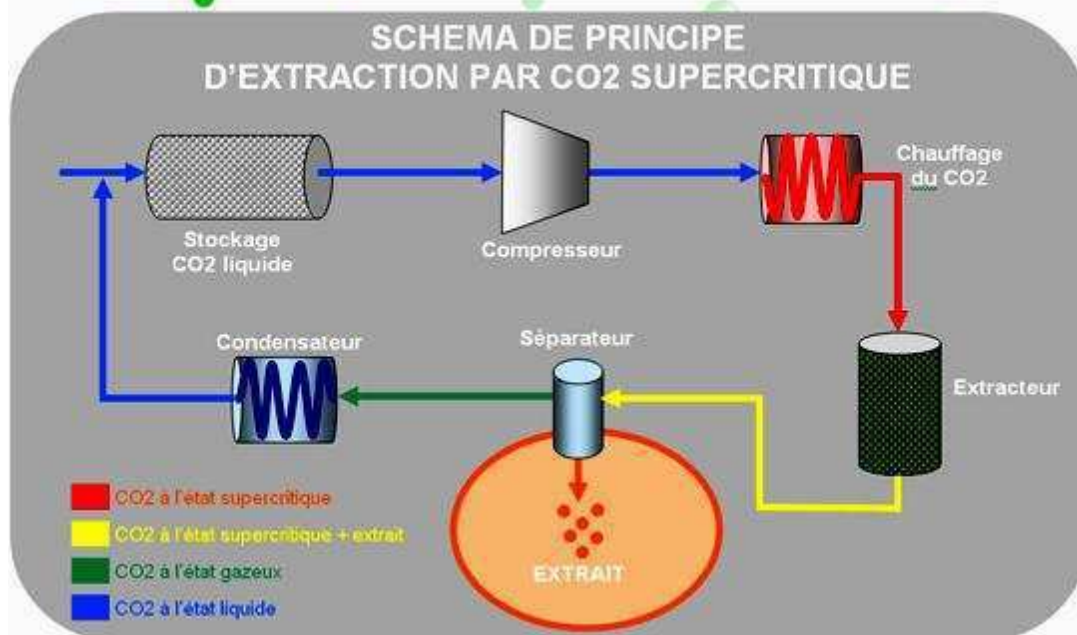 SCHEMA DE PRINCIPE
D'EXTRACTION PAR CO2 SUPERCRITIQUE
Chauffage
du CO2
Stockage
CO2 liquide
Compresseur
Condensateur
Séparateur
Extracteur
CO2 à l'état supercritique
CO2 à l'état supercritique + extrait
CO2 à l'état gazeux
CO2 à l'état liquide
EXTRAIT